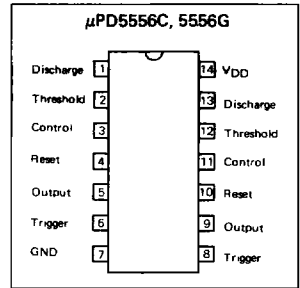 μPD5556C, 5556G
Discharge 1 14 VDD
Threshold 2 13 Discharge
Control 3 12 Threshold
Reset 4 11 Control
Output 5 10 Reset
Trigger 6 9 Output
GND 7 8 Trigger